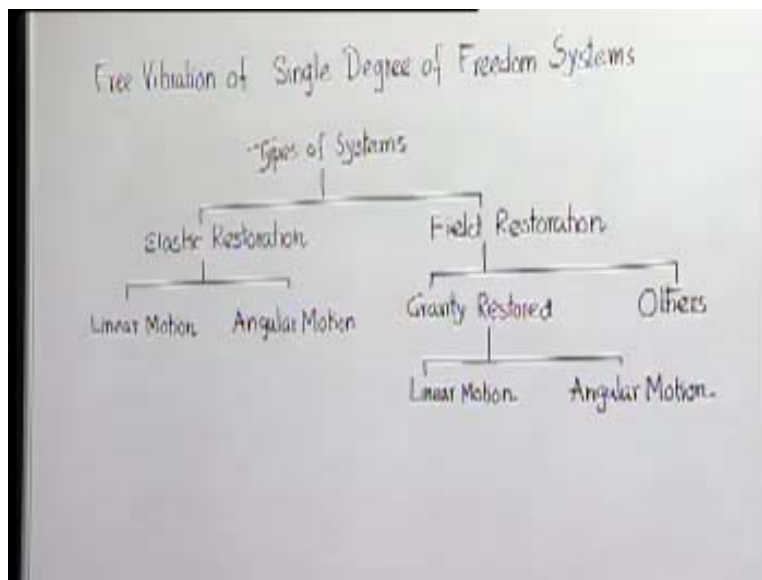 Free Vibration of Single Degree of Freedom Systems
Types of Systems
Elastic Restoration
Field Restoration
Linear Motion
Angular Motion
Gravity Restored
Others
Linear Motion
Angular Motion